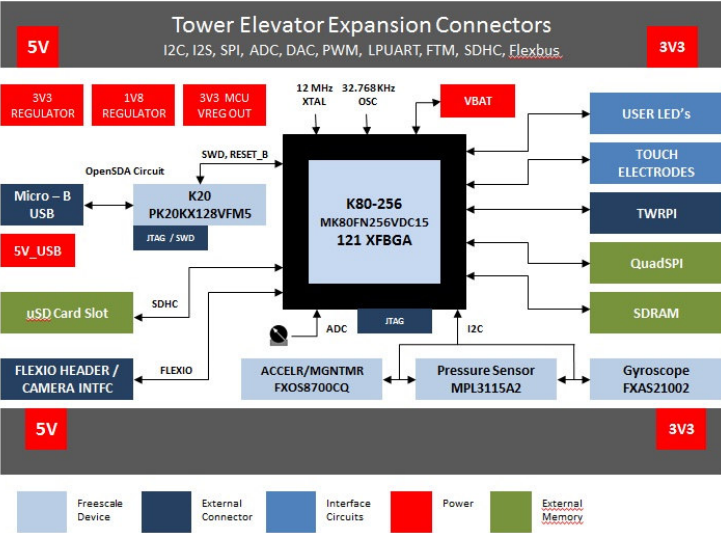 Tower Elevator Expansion Connectors
5V
I2C, I2S, SPI, ADC, DAC, PWM, LPUART, FTM, SDHC, Flexbus
3V3
3V3
REGULATOR
1V8
REGULATOR
3V3 MCU
VREG OUT
12 MHz
XTAL
32.768KHz
OSC
VBAT
USER LED's
SWD, RESET_B
OpenSDA Circuit
TOUCH
ELECTRODES
Micro – B
USB
K20
PK20KX128VFM5
JTAG / SWD
K80-256
MK80FN256VDC15
121 XFBGA
TWRPI
5V_USB
QuadSPI
uSD Card Slot
SDHC
SDRAM
ADC
JTAG
I2C
FLEXIO HEADER /
CAMERA INTFC
FLEXIO
ACCELR/MGNTMR
FXOS8700CQ
Pressure Sensor
MPL3115A2
Gyroscope
FXAS21002
5V
3V3
Freescale
Device
External
Connector
Interface
Circuits
Power
External
Memory